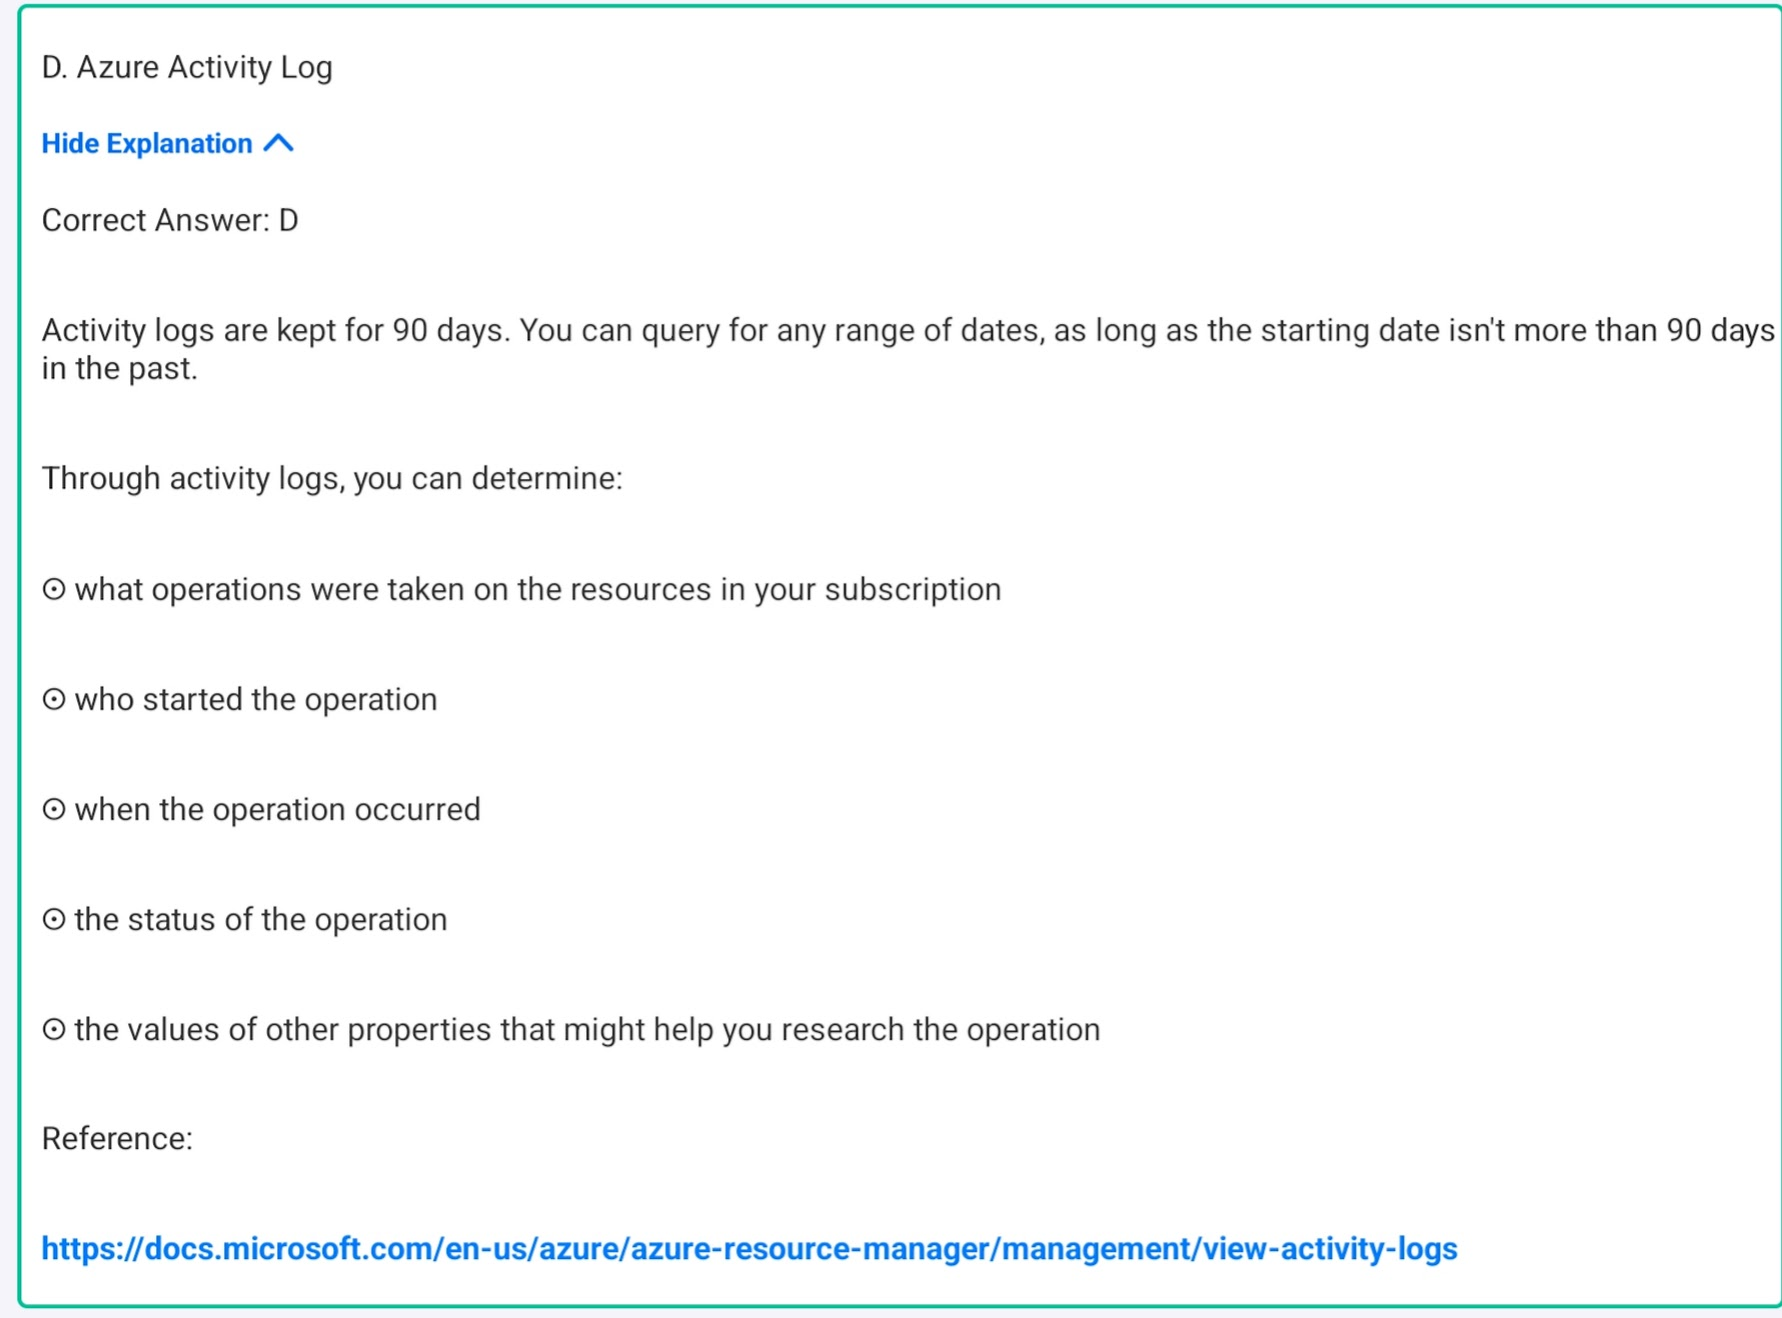 D. Azure Activity Log
Hide Explanation
Correct Answer: D
Activity logs are kept for 90 days. You can query for any range of dates, as long as the starting date isn't more than 90 days
in the past.
Through activity logs, you can determine:
⊙ what operations were taken on the resources in your subscription
⊙ who started the operation
⊙ when the operation occurred
⊙ the status of the operation
⊙ the values of other properties that might help you research the operation
Reference:
https://docs.microsoft.com/en-us/azure/azure-resource-manager/management/view-activity-logs